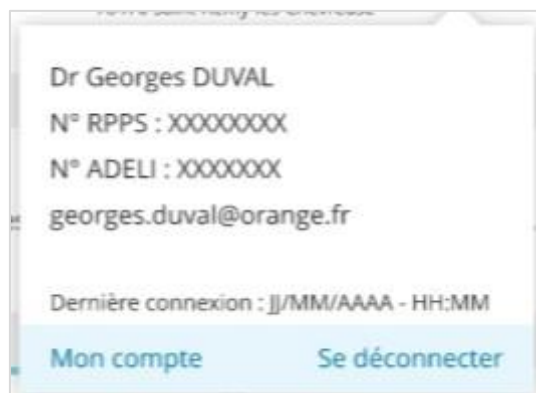 Dr Georges DUVAL
N° RPPS : XXXXXXXX
N° ADELI : XXXXXXX
georges.duval@orange.fr
Dernière connexion : JJ/MM/AAAA - HH:MM
Mon compte Se déconnecter